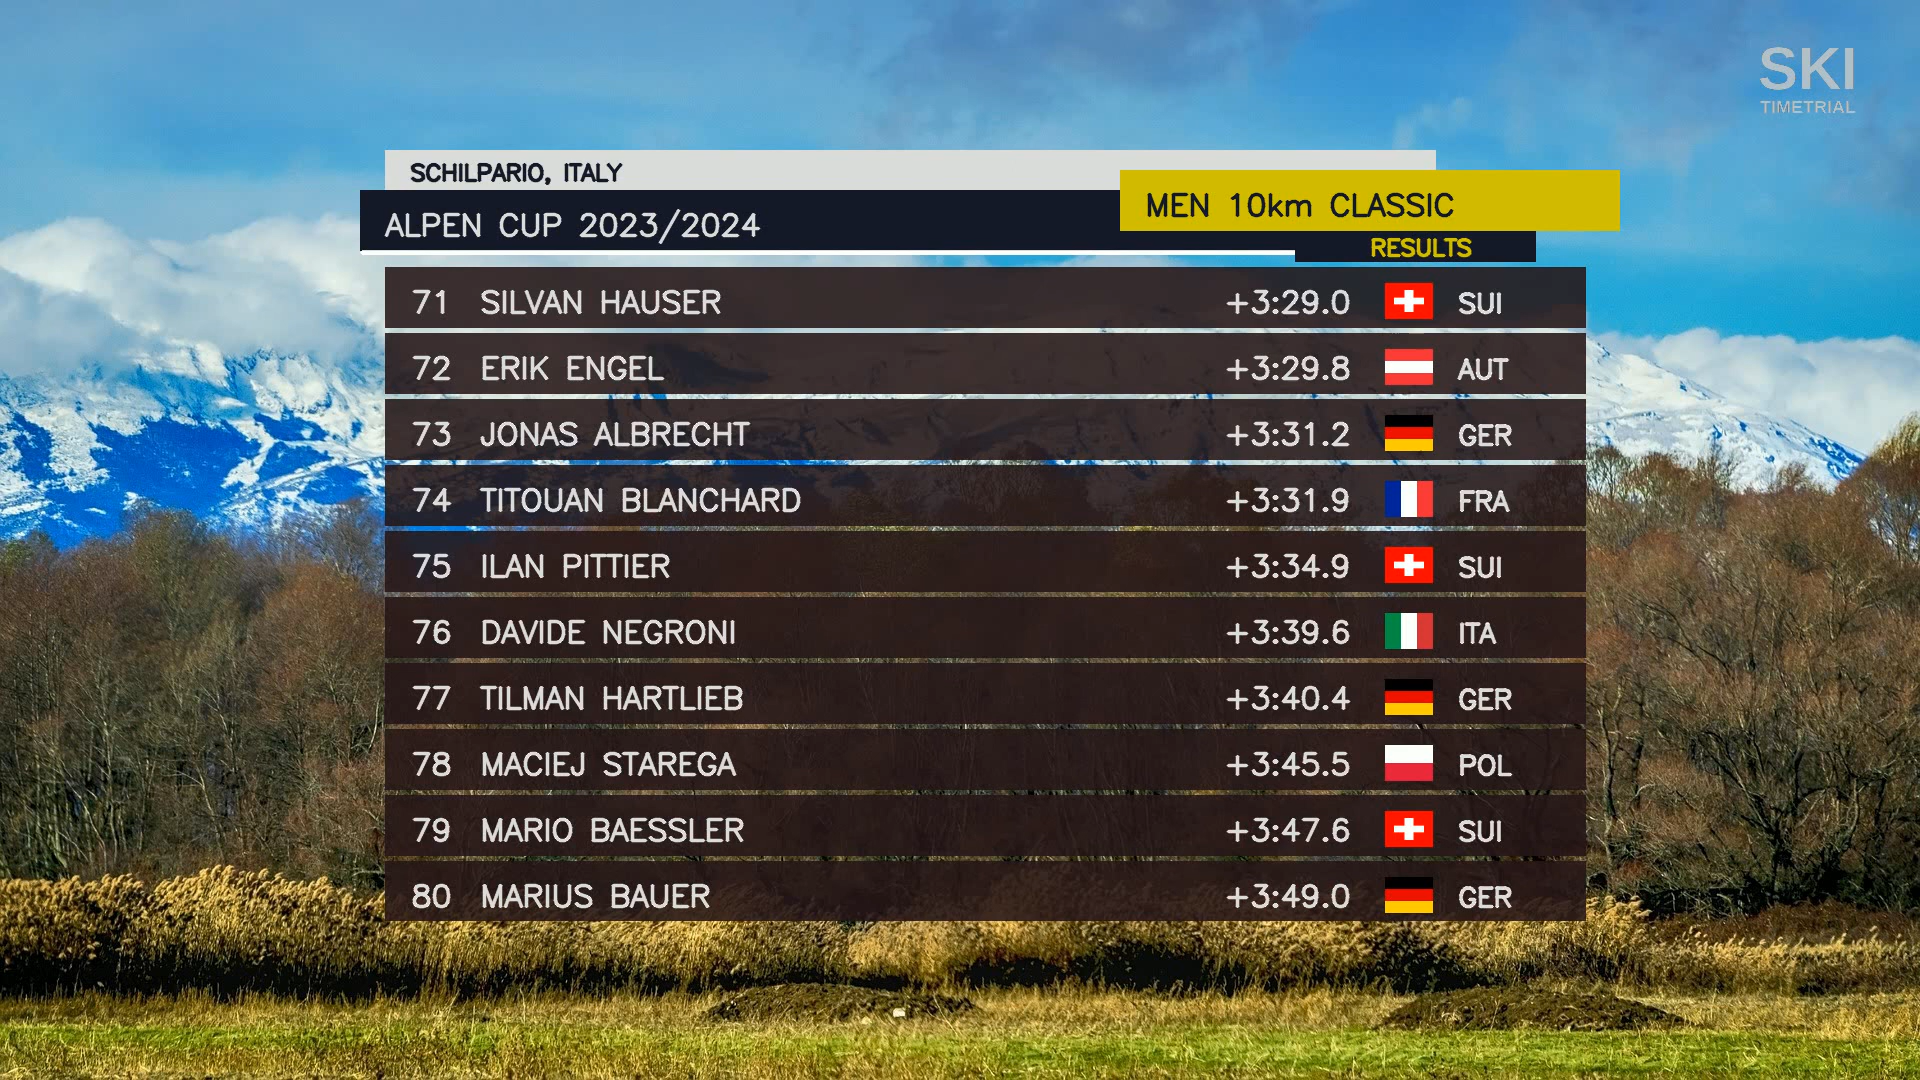 SKI
TIMETRIAL
SCHILPARIO, ITALY
MEN 10km CLASSIC
ALPEN CUP 2023/2024
RESULTS
71 SILVAN HAUSER +3:29.0 SUI
72 ERIK ENGEL +3:29.8 AUT
73 JONAS ALBRECHT +3:31.2 GER
74 TITOUAN BLANCHARD +3:31.9 FRA
75 ILAN PITTIER +3:34.9 SUI
76 DAVIDE NEGRONI +3:39.6 ITA
77 TILMAN HARTLIEB +3:40.4 GER
78 MACIEJ STAREGA +3:45.5 POL
79 MARIO BAESSLER +3:47.6 SUI
80 MARIUS BAUER +3:49.0 GER